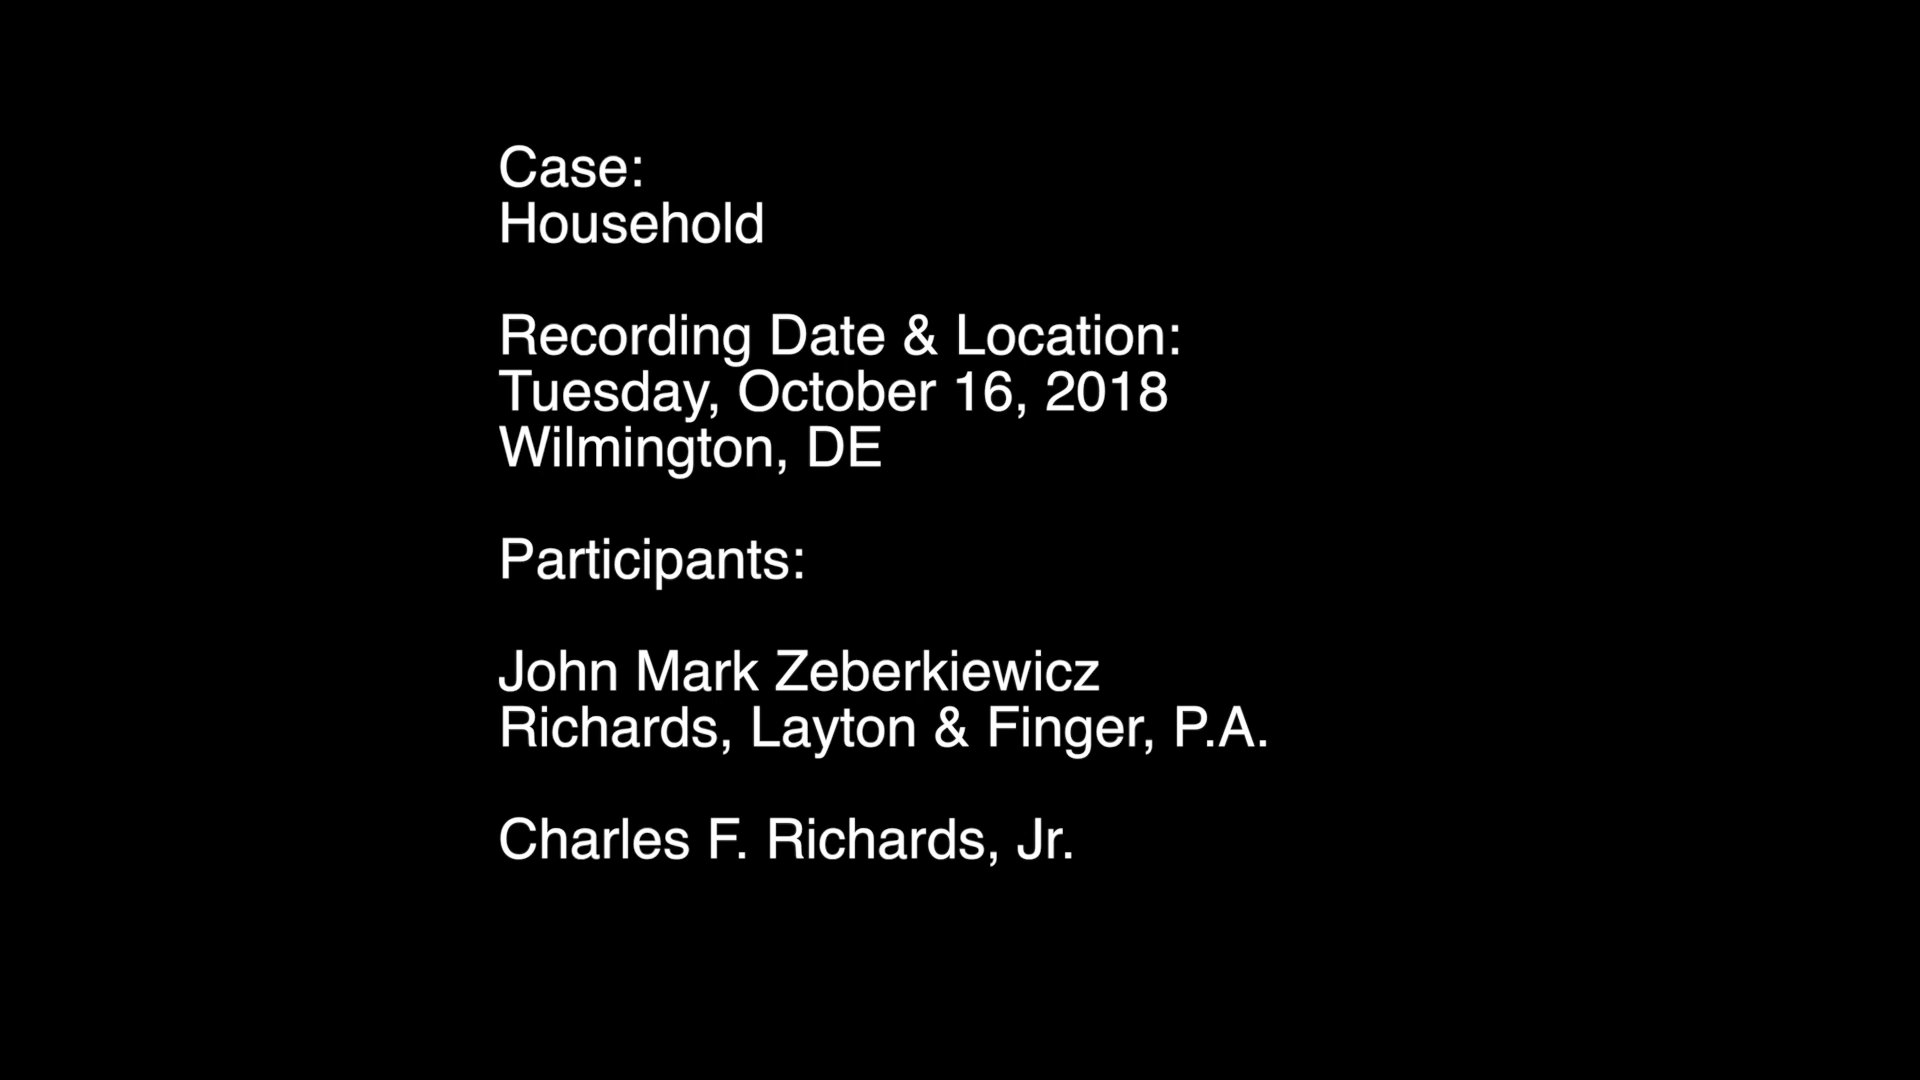 Case:
Household
Recording Date & Location:
Tuesday, October 16, 2018
Wilmington, DE
Participants:
John Mark Zeberkiewicz
Richards, Layton & Finger, P.A.
Charles F. Richards, Jr.